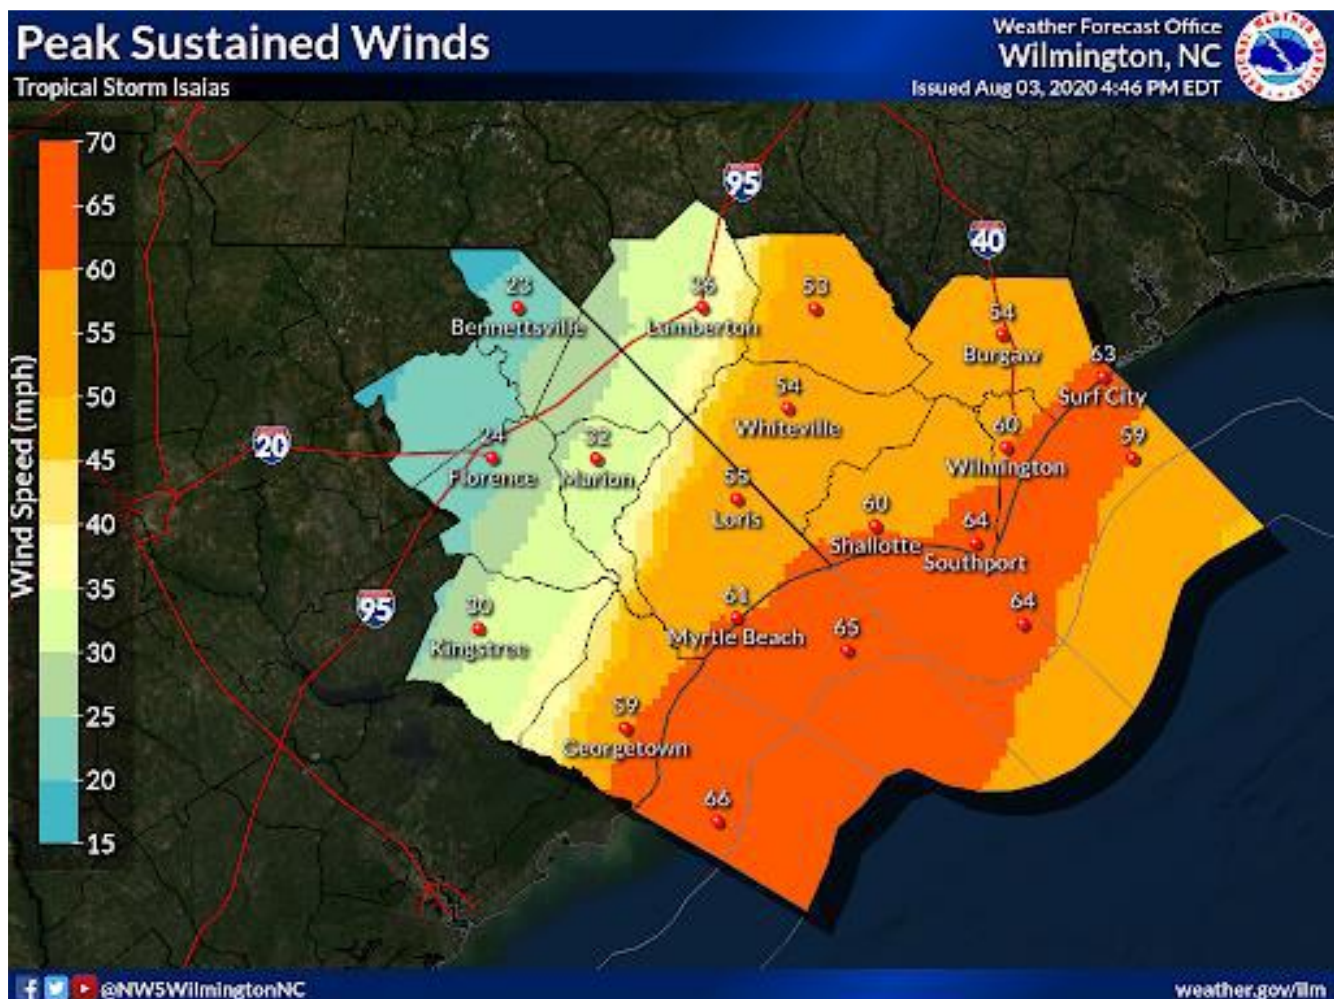 Peak Sustained Winds
Tropical Storm Isaias
Weather Forecast Office
Wilmington, NC
Issued Aug 03, 2020 4:46 PM EDT
Wind Speed (mph)
70
65
60
55
50
45
40
35
30
25
20
15
95
40
20
95
23
Bennettsville
36
Lumberton
53
54
Burgaw
63
Surf City
54
Whiteville
60
Wilmington
59
24
Florence
32
Marion
55
Loris
60
Shallotte
64
Southport
30
Kingstree
61
Myrtle Beach
65
64
59
Georgetown
66
@NWSWilmingtonNC
weather.gov/ilm